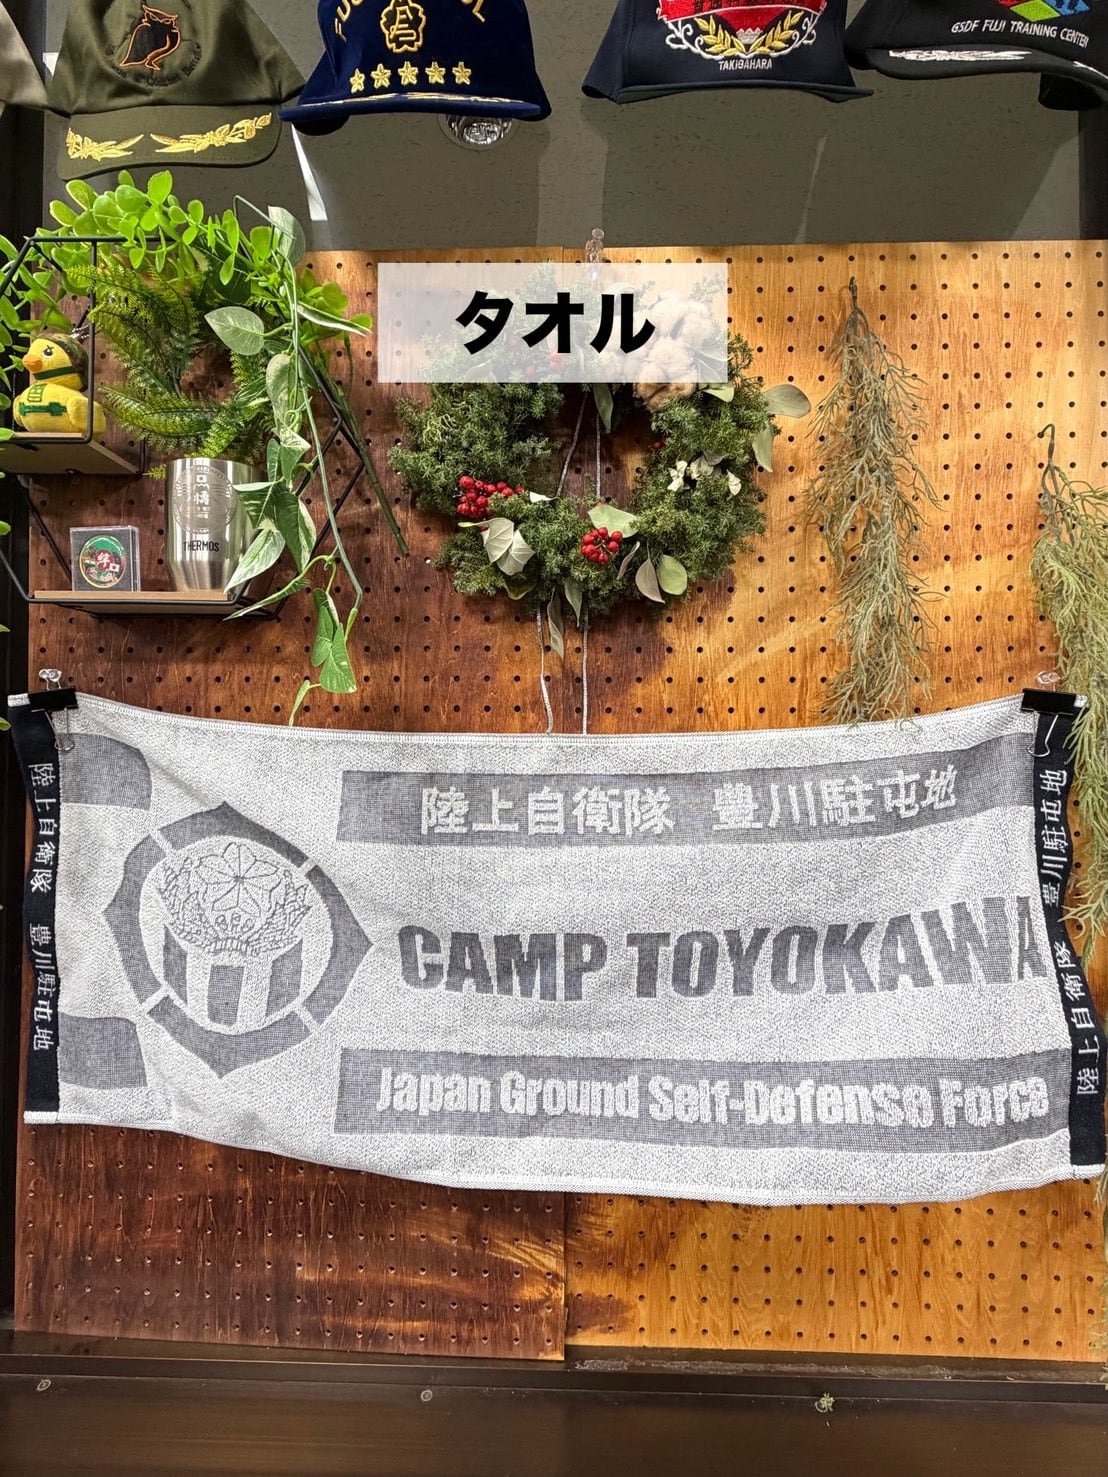 TAKIGAHARA
GSDF FUJI TRAINING CENTER
タオル
THERMOS
陸上自衛隊 豊川駐屯地
陸上自衛隊 豊川駐屯地
CAMP TOYOKAWA
Japan Ground Self-Defense Force
陸上自衛隊 豊川駐屯地